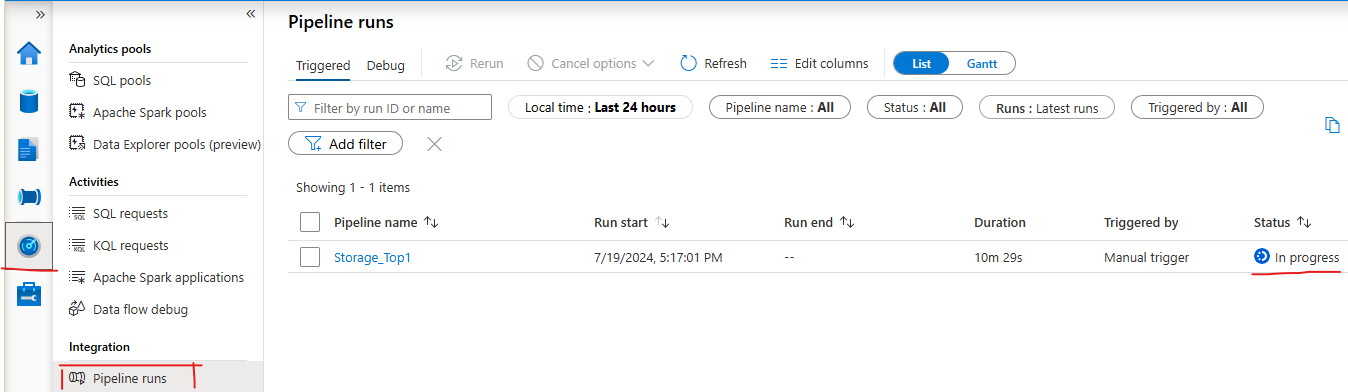 » «
Analytics pools
SQL pools
Apache Spark pools
Data Explorer pools (preview)
Activities
SQL SQL requests
KQL KQL requests
Apache Spark applications
Data flow debug
Integration
Pipeline runs
Pipeline runs
Triggered Debug Rerun Cancel options Refresh Edit columns List Gantt
Filter by run ID or name Local time : Last 24 hours Pipeline name : All Status : All Runs : Latest runs Triggered by : All
Add filter
Showing 1 - 1 items
Pipeline name Run start Run end Duration Triggered by Status
Storage_Top1 7/19/2024, 5:17:01 PM -- 10m 29s Manual trigger In progress